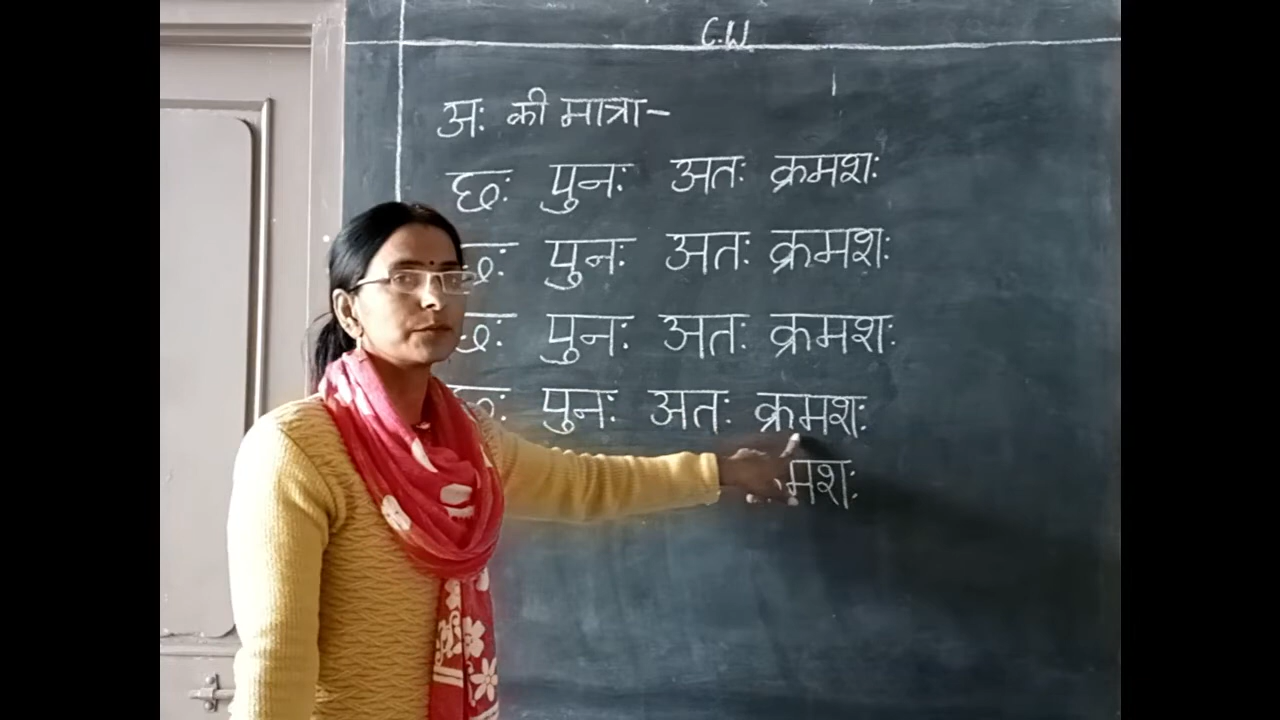 C.W.
अः की मात्रा-
छः पुनः अतः क्रमशः
छः पुनः अतः क्रमशः
छः पुनः अतः क्रमशः
छः पुनः अतः क्रमशः
मशः